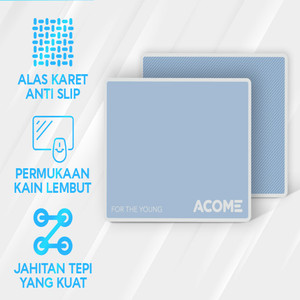 ALAS KARET
ANTI SLIP
PERMUKAAN
KAIN LEMBUT
JAHITAN TEPI
YANG KUAT
FOR THE YOUNG.
ACOME